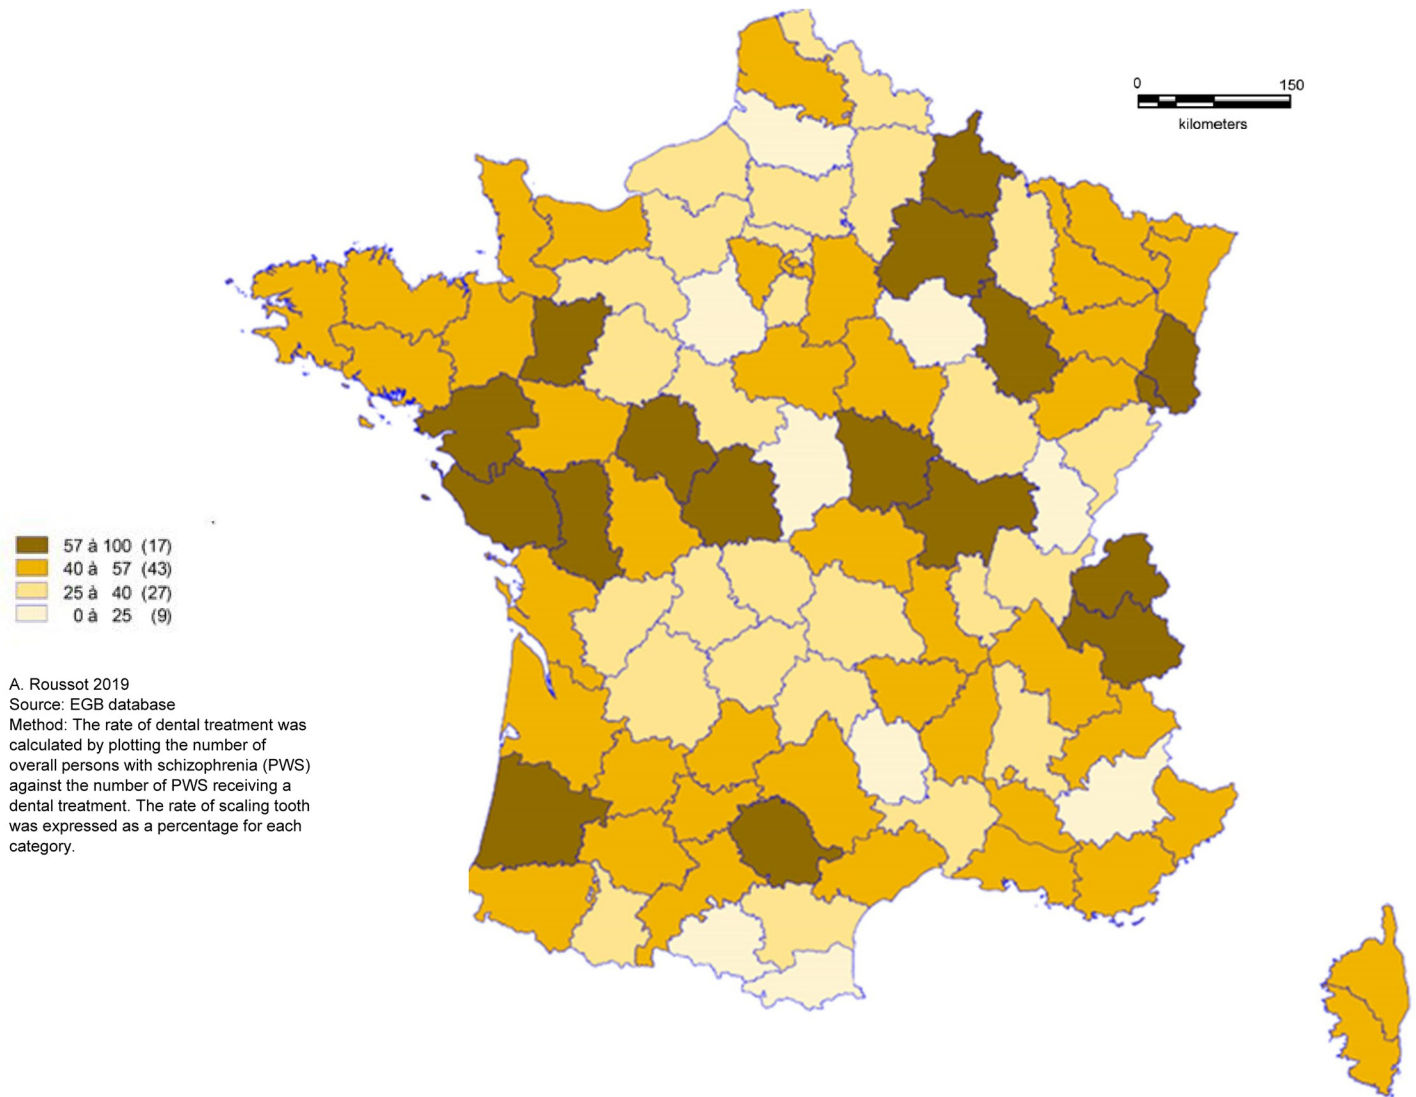 0 150
kilometers
57 à 100 (17)
40 à 57 (43)
25 à 40 (27)
0 à 25 (9)
A. Roussot 2019
Source: EGB database
Method: The rate of dental treatment was
calculated by plotting the number of
overall persons with schizophrenia (PWS)
against the number of PWS receiving a
dental treatment. The rate of scaling tooth
was expressed as a percentage for each
category.